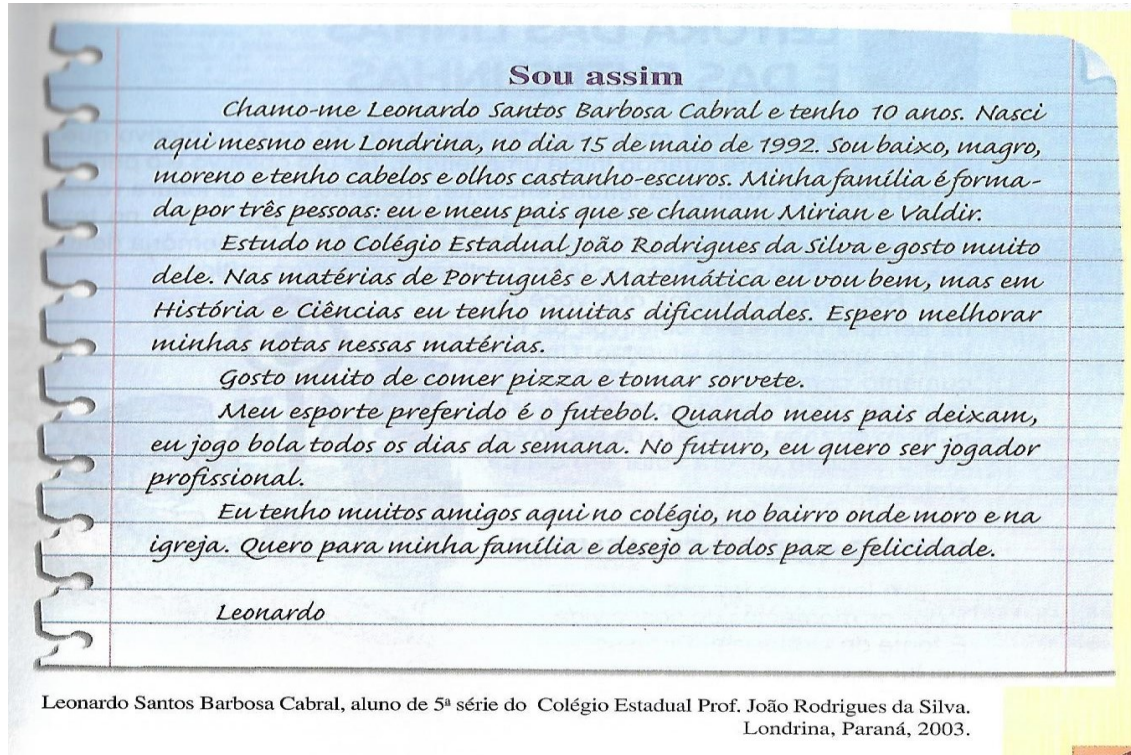 Sou assim
Chamo-me Leonardo Santos Barbosa Cabral e tenho 10 anos. Nasci
aqui mesmo em Londrina, no dia 15 de maio de 1992. Sou baixo, magro,
moreno e tenho cabelos e olhos castanho-escuros. Minha família é forma-
da por três pessoas: eu e meus pais que se chamam Mirian e Valdir.
Estudo no Colégio Estadual João Rodrigues da Silva e gosto muito
dele. Nas matérias de Português e Matemática eu vou bem, mas em
História e Ciências eu tenho muitas dificuldades. Espero melhorar
minhas notas nessas matérias.
Gosto muito de comer pizza e tomar sorvete.
Meu esporte preferido é o futebol. Quando meus pais deixam,
eu jogo bola todos os dias da semana. No futuro, eu quero ser jogador
profissional.
Eu tenho muitos amigos aqui no colégio, no bairro onde moro e na
igreja. Quero para minha família e desejo a todos paz e felicidade.
Leonardo
Leonardo Santos Barbosa Cabral, aluno de 5ª série do Colégio Estadual Prof. João Rodrigues da Silva.
Londrina, Paraná, 2003.